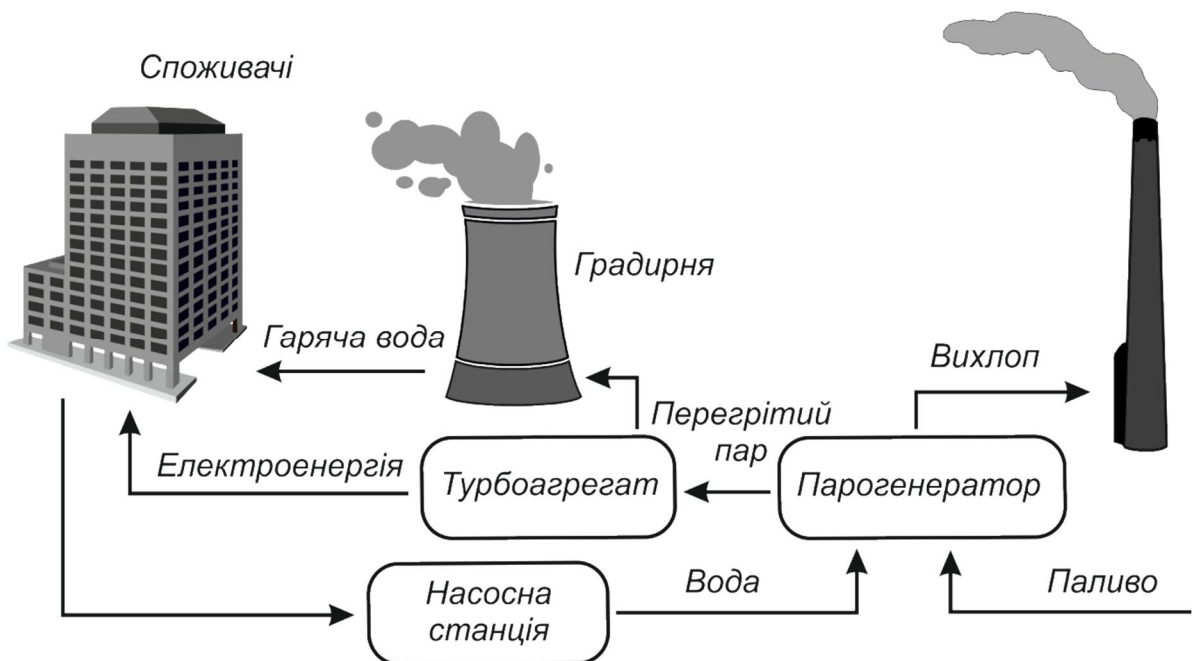 Споживачі
Градирня
Гаряча вода
Вихлоп
Перегрітий
пар
Електроенергія
Турбоагрегат
Парогенератор
Насосна
станція
Вода
Паливо